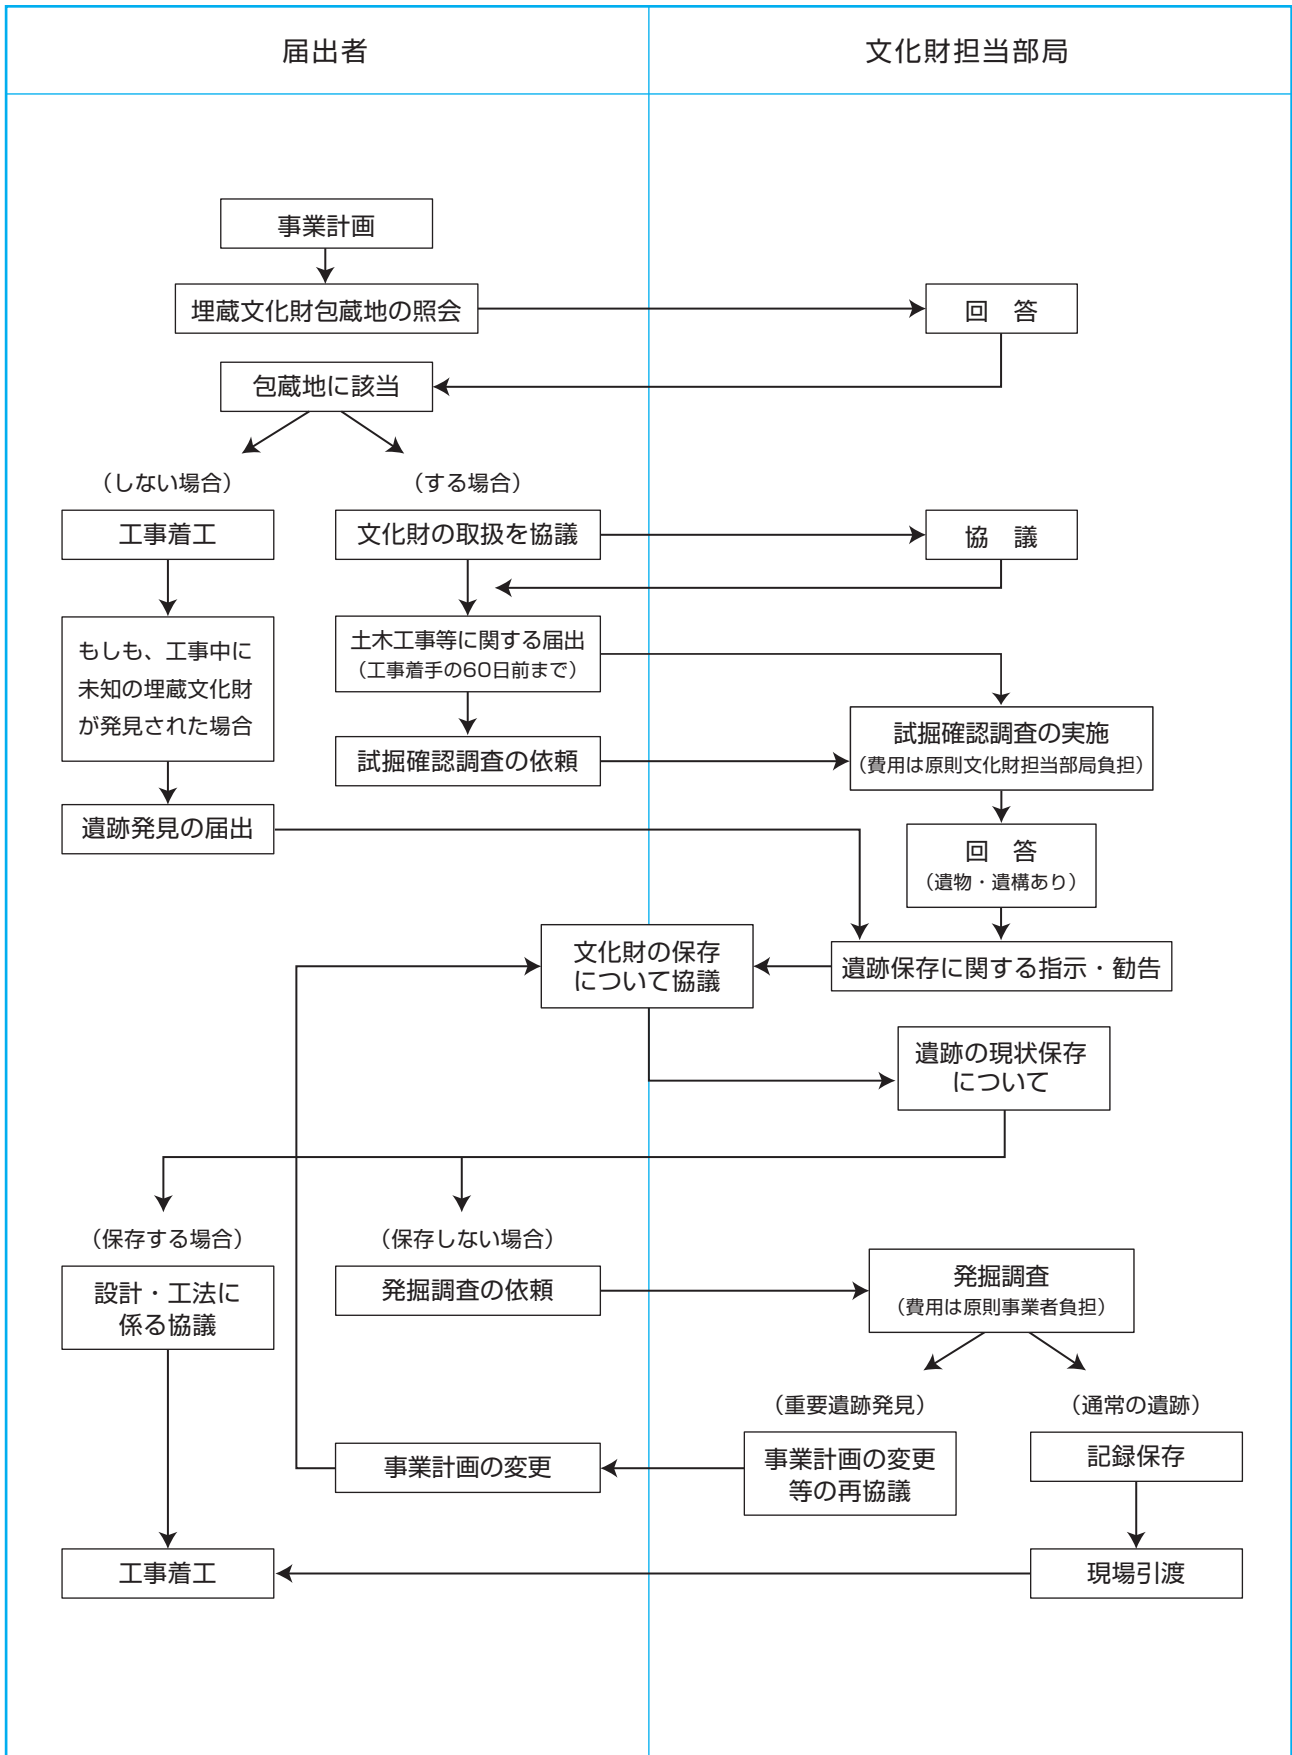 届出者
文化財担当部局
事業計画
埋蔵文化財包蔵地の照会
回　答
包蔵地に該当
（しない場合）
（する場合）
工事着工
文化財の取扱を協議
協　議
もしも、工事中に
未知の埋蔵文化財
が発見された場合
土木工事等に関する届出
（工事着手の60日前まで）
試掘確認調査の依頼
試掘確認調査の実施
（費用は原則文化財担当部局負担）
遺跡発見の届出
回　答
（遺物・遺構あり）
文化財の保存
について協議
遺跡保存に関する指示・勧告
遺跡の現状保存
について
（保存する場合）
（保存しない場合）
設計・工法に
係る協議
発掘調査の依頼
発掘調査
（費用は原則事業者負担）
（重要遺跡発見）
（通常の遺跡）
事業計画の変更
事業計画の変更
等の再協議
記録保存
工事着工
現場引渡